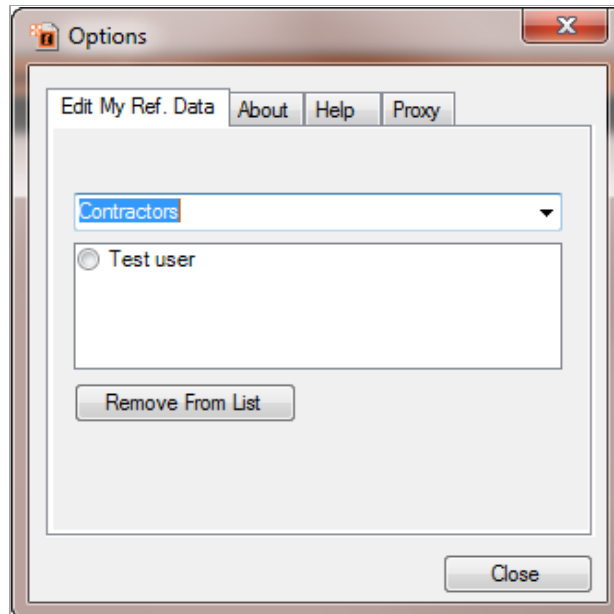 Options
Edit My Ref. Data About Help Proxy
Contractors
Test user
Remove From List
Close